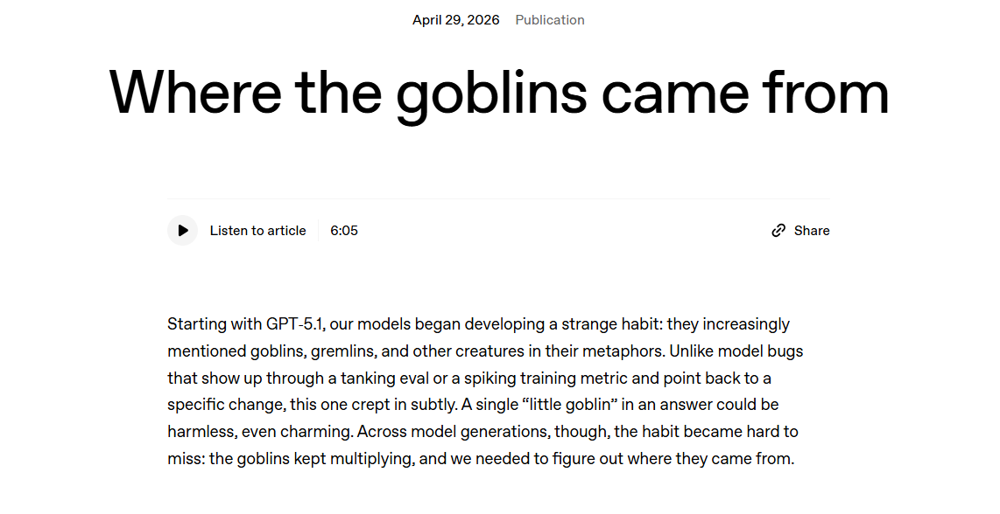 April 29, 2026 Publication
Where the goblins came from
Listen to article 6:05 Share
Starting with GPT-5.1, our models began developing a strange habit: they increasingly
mentioned goblins, gremlins, and other creatures in their metaphors. Unlike model bugs
that show up through a tanking eval or a spiking training metric and point back to a
specific change, this one crept in subtly. A single “little goblin” in an answer could be
harmless, even charming. Across model generations, though, the habit became hard to
miss: the goblins kept multiplying, and we needed to figure out where they came from.